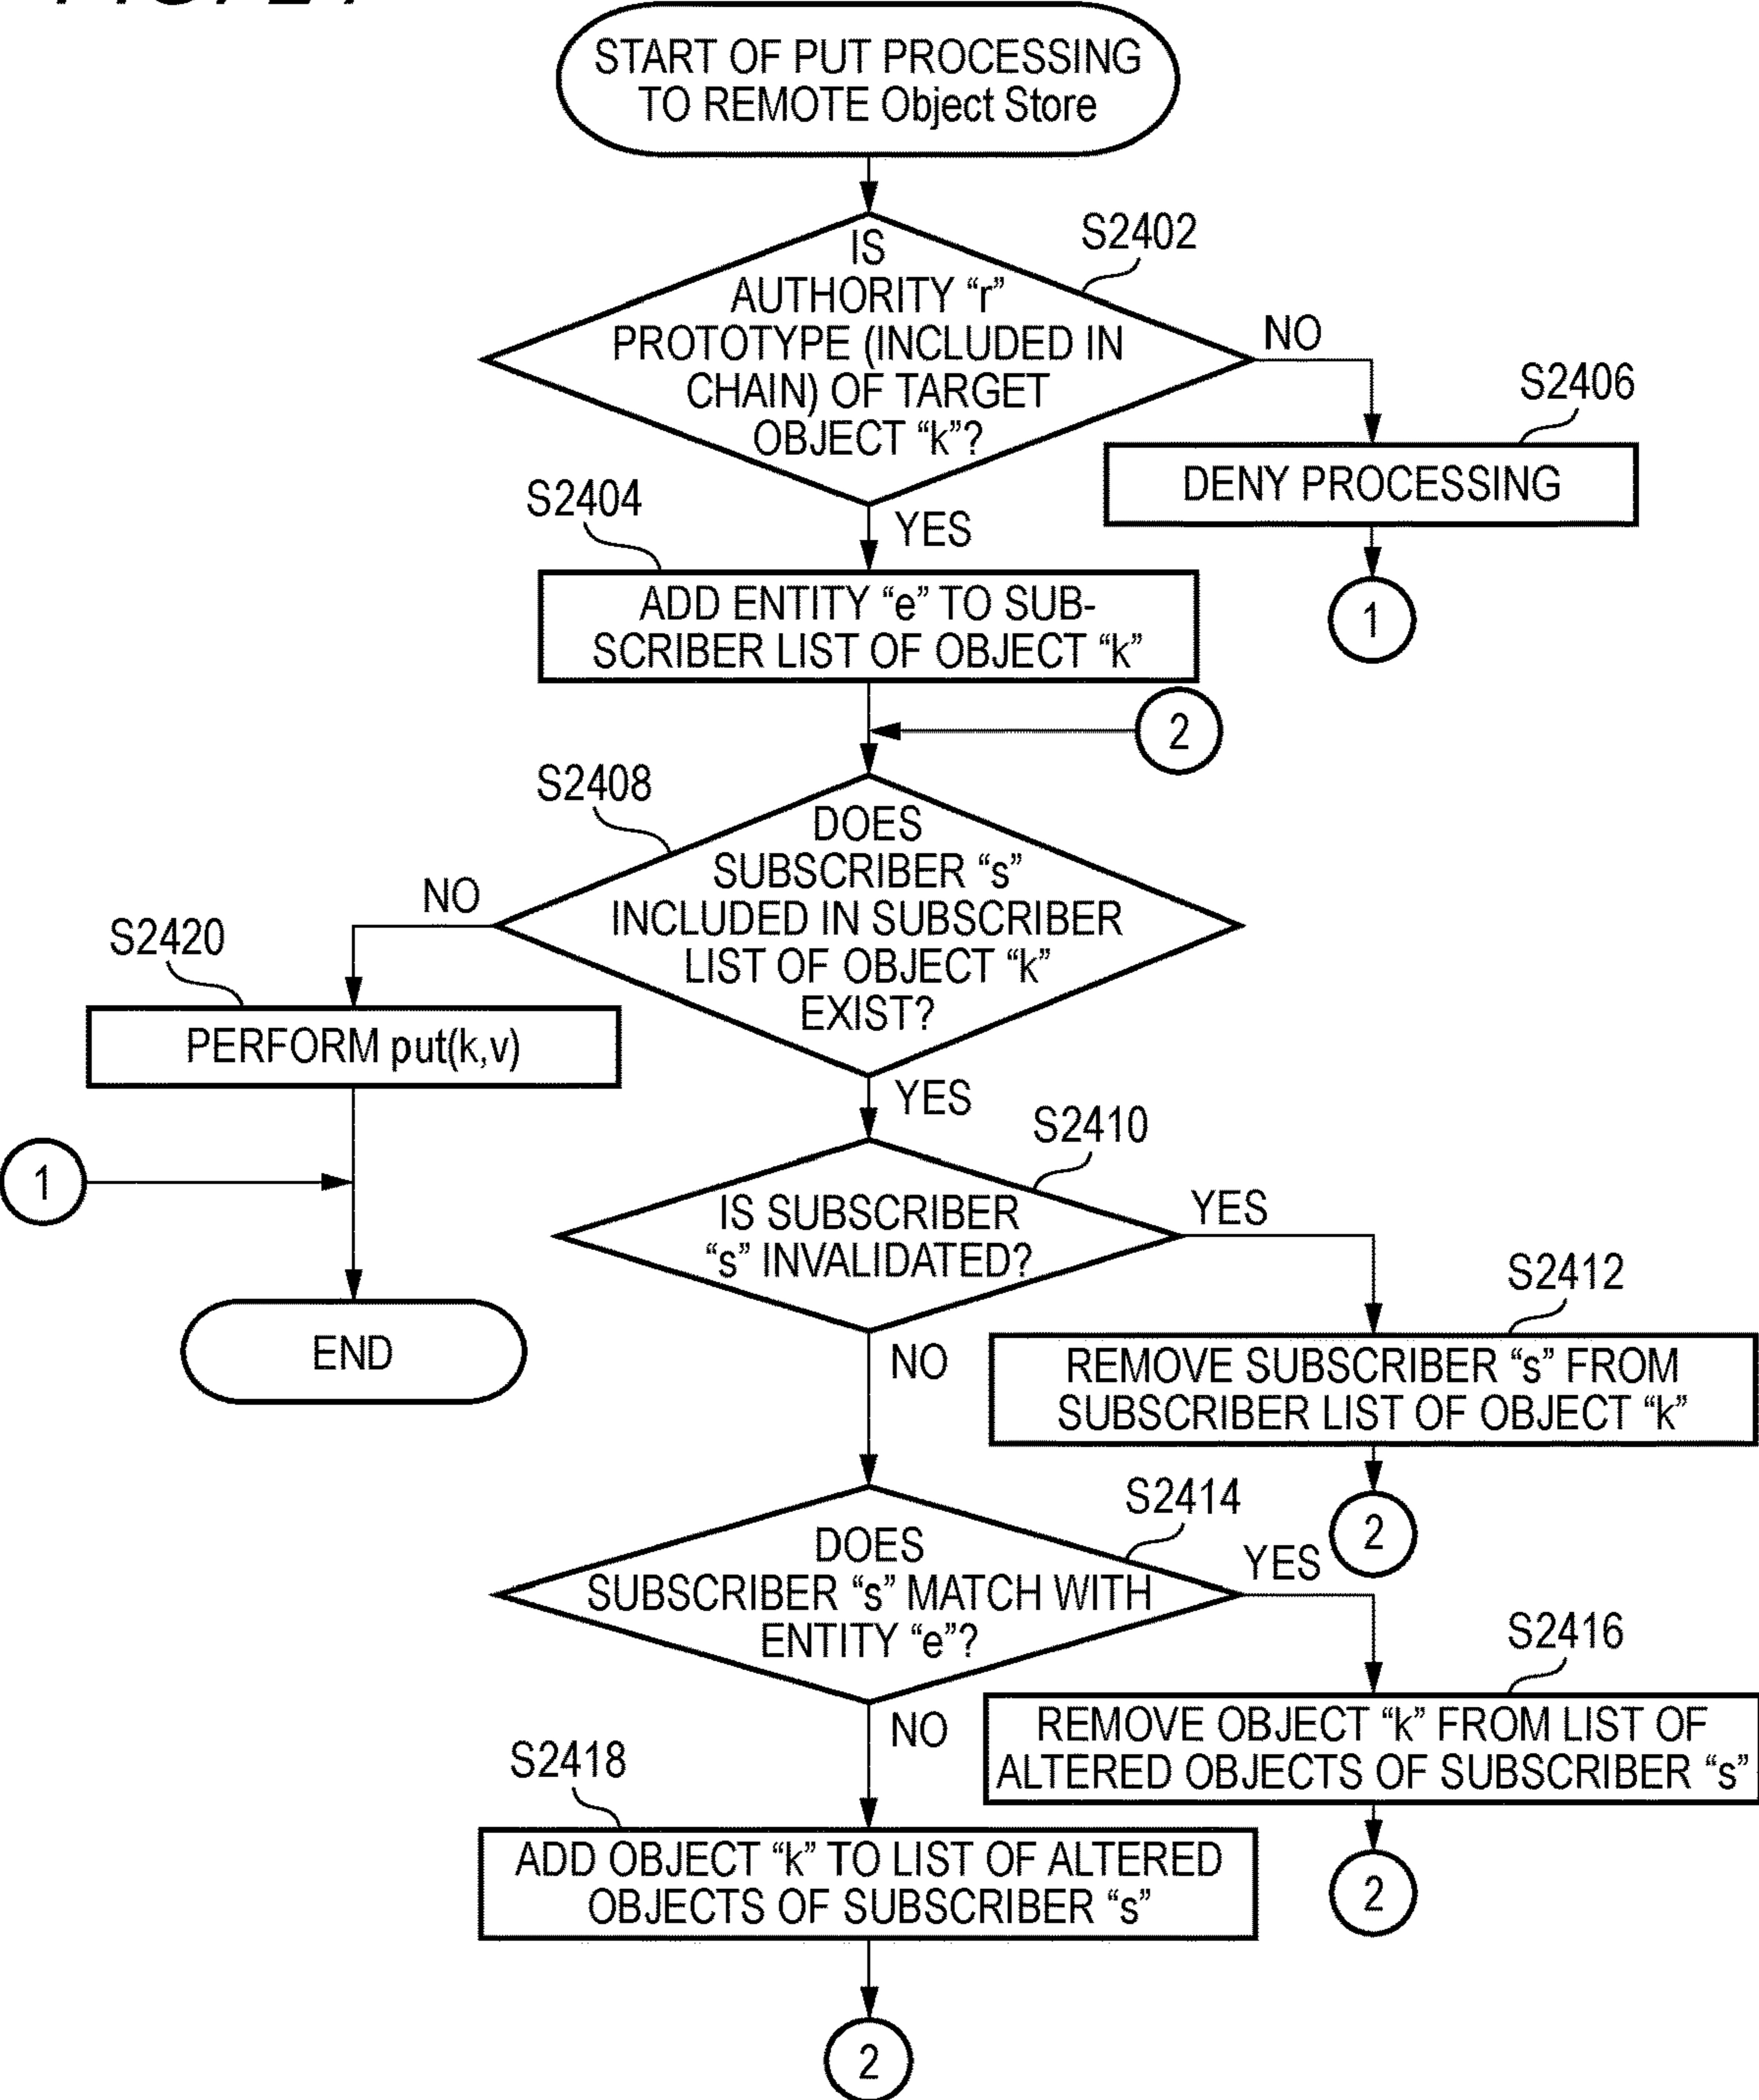 START OF PUT PROCESSING
TO REMOTE Object Store
S2402
IS
AUTHORITY “r”
PROTOTYPE (INCLUDED IN
CHAIN) OF TARGET
OBJECT “k”?
NO
S2406
DENY PROCESSING
1
YES
S2404
ADD ENTITY “e” TO SUB-
SCRIBER LIST OF OBJECT “k”
2
S2408
DOES
SUBSCRIBER “s”
INCLUDED IN SUBSCRIBER
LIST OF OBJECT “k”
EXIST?
NO
S2420
PERFORM put(k,v)
1
END
YES
S2410
IS SUBSCRIBER
“s” INVALIDATED?
YES
S2412
REMOVE SUBSCRIBER “s” FROM
SUBSCRIBER LIST OF OBJECT “k”
2
NO
S2414
DOES
SUBSCRIBER “s” MATCH WITH
ENTITY “e”?
YES
S2416
REMOVE OBJECT “k” FROM LIST OF
ALTERED OBJECTS OF SUBSCRIBER “s”
2
NO
S2418
ADD OBJECT “k” TO LIST OF ALTERED
OBJECTS OF SUBSCRIBER “s”
2